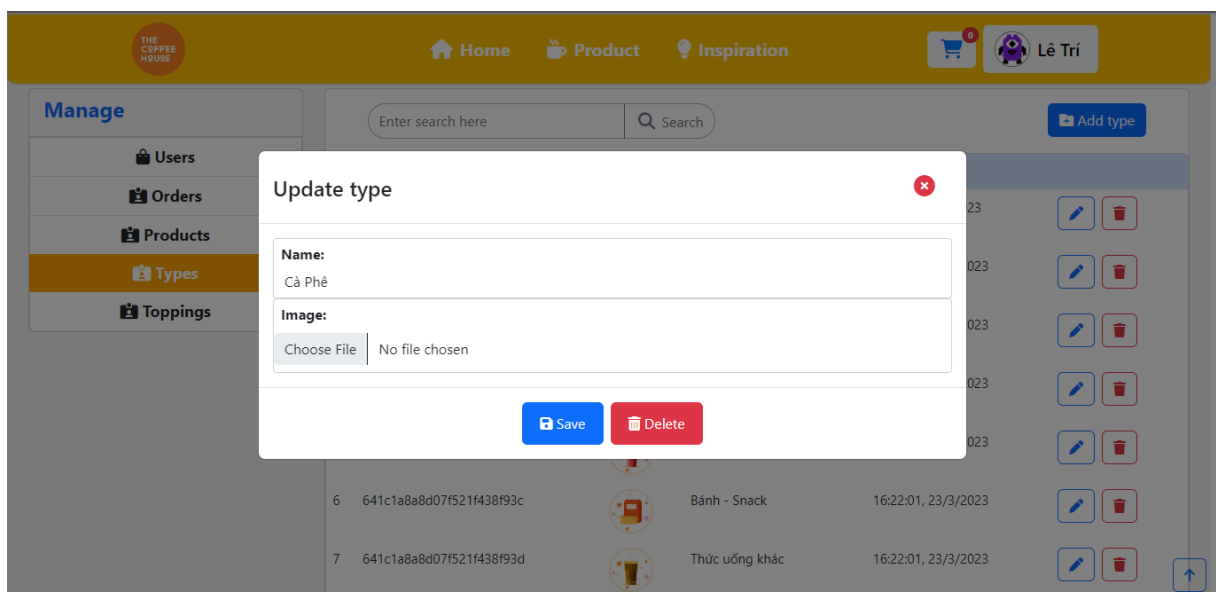 THE
COFFEE
HOUSE
Home
Product
Inspiration
0
Lê Trí
Manage
Enter search here
Search
Add type
Users
Orders
Products
Types
Toppings
Update type
Name:
Cà Phê
Image:
Choose File No file chosen
Save
Delete
23
023
023
023
023
6 641c1a8a8d07f521f438f93c Bánh - Snack 16:22:01, 23/3/2023
7 641c1a8a8d07f521f438f93d Thức uống khác 16:22:01, 23/3/2023